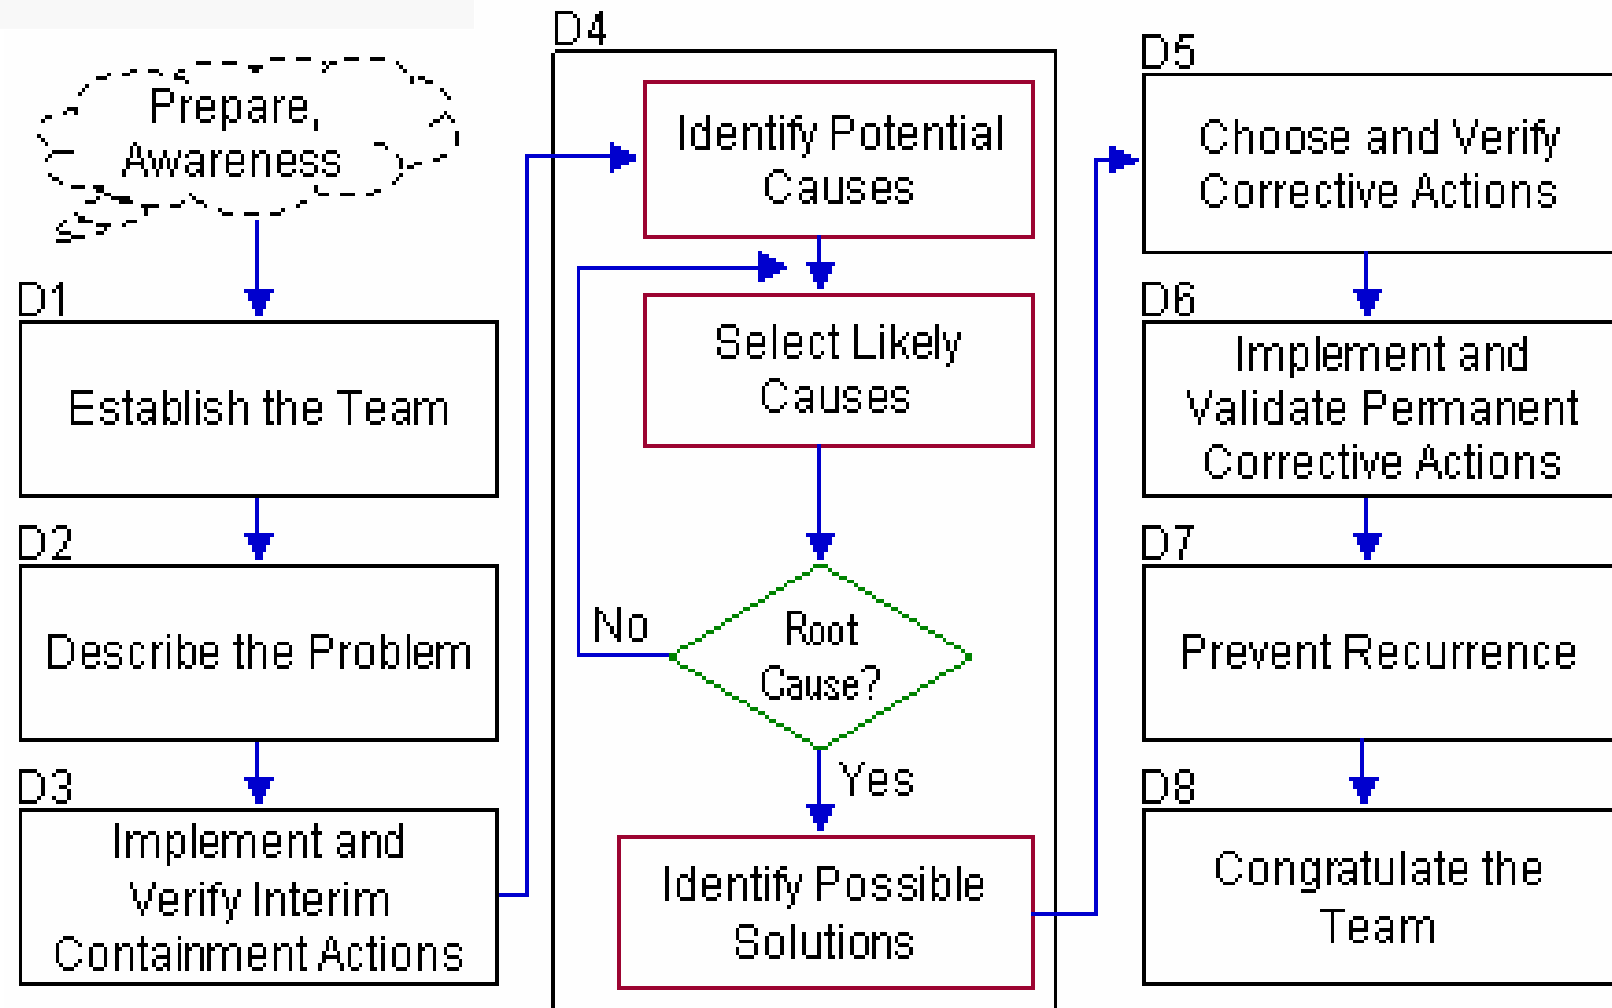 Prepare,
Awareness
D1
Establish the Team
D2
Describe the Problem
D3
Implement and
Verify Interim
Containment Actions
D4
Identify Potential
Causes
Select Likely
Causes
Root
Cause?
No
Yes
Identify Possible
Solutions
D5
Choose and Verify
Corrective Actions
D6
Implement and
Validate Permanent
Corrective Actions
D7
Prevent Recurrence
D8
Congratulate the
Team